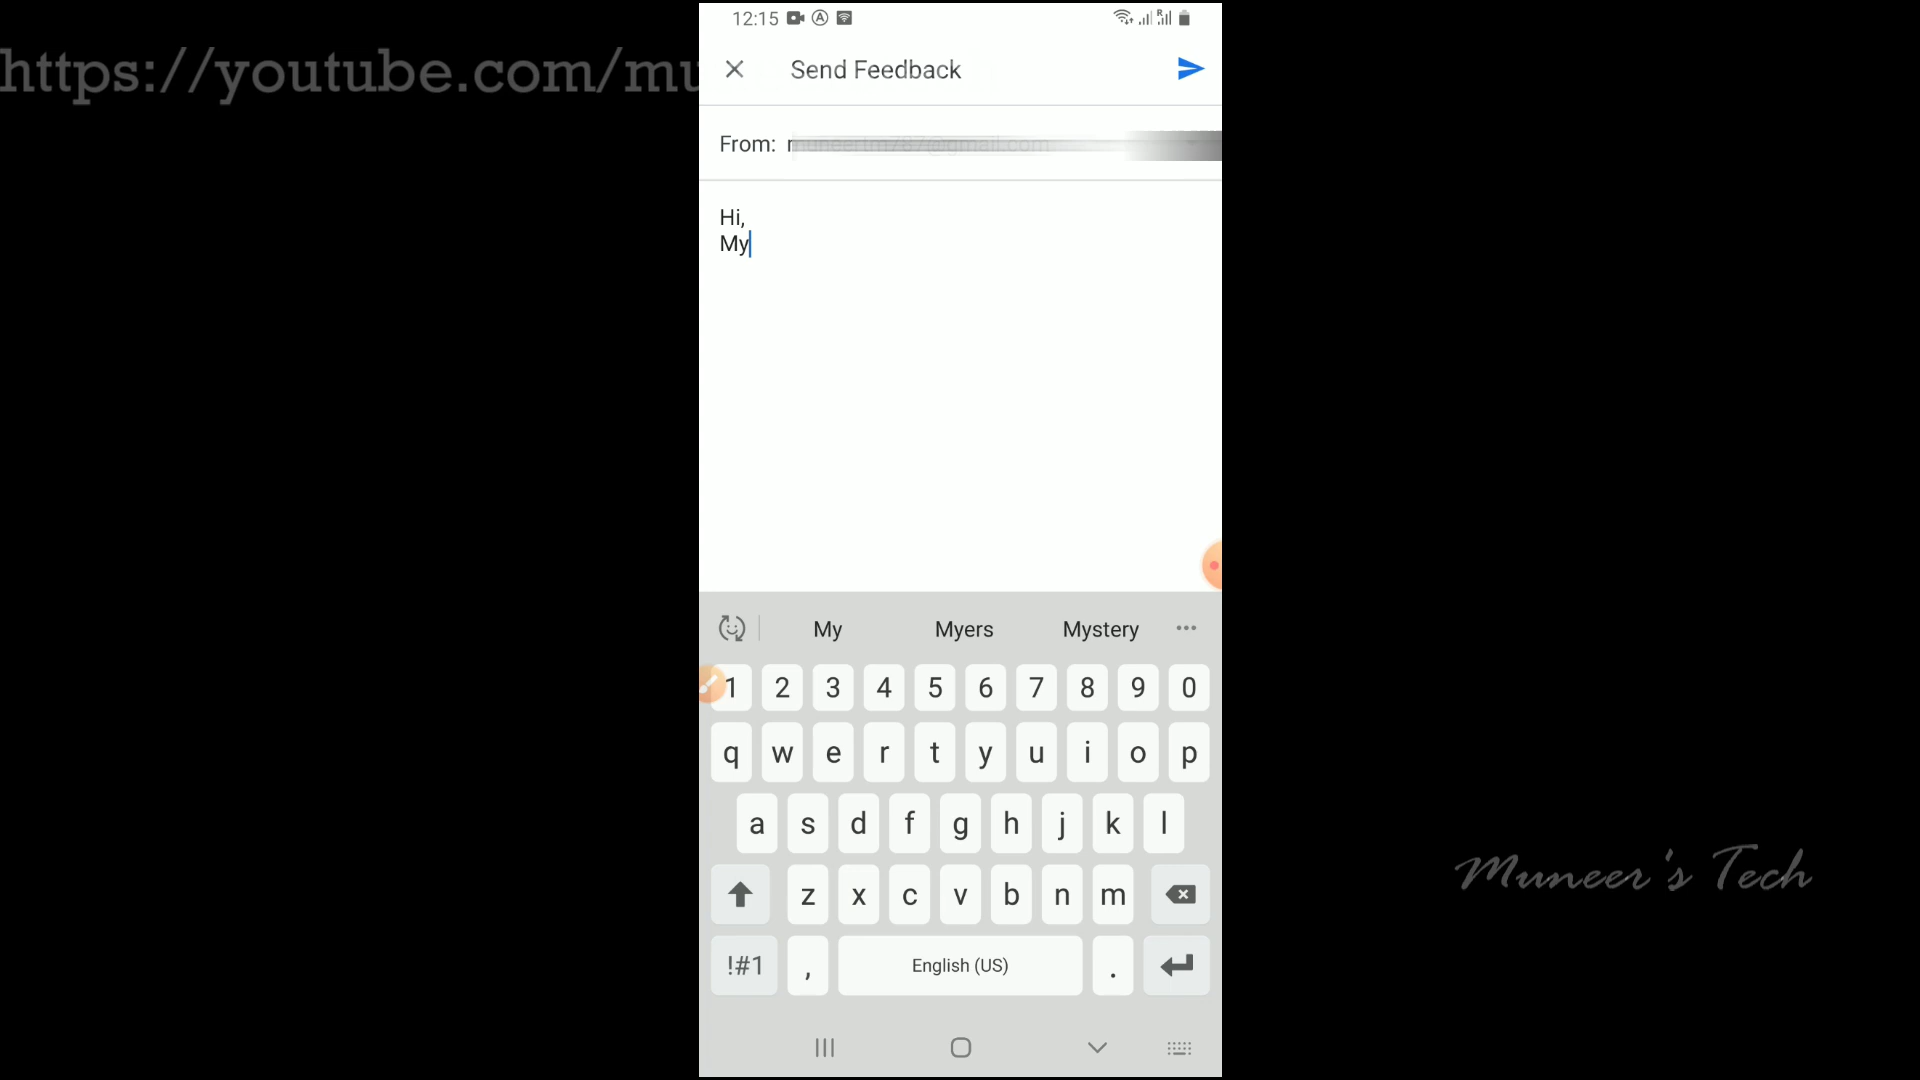 https://youtube.com/mu
12:15
Send Feedback
From:
Hi,
My
My Myers Mystery
1 2 3 4 5 6 7 8 9 0
q w e r t y u i o p
a s d f g h j k l
z x c v b n m
!#1 , English (US) .
Muneer's Tech